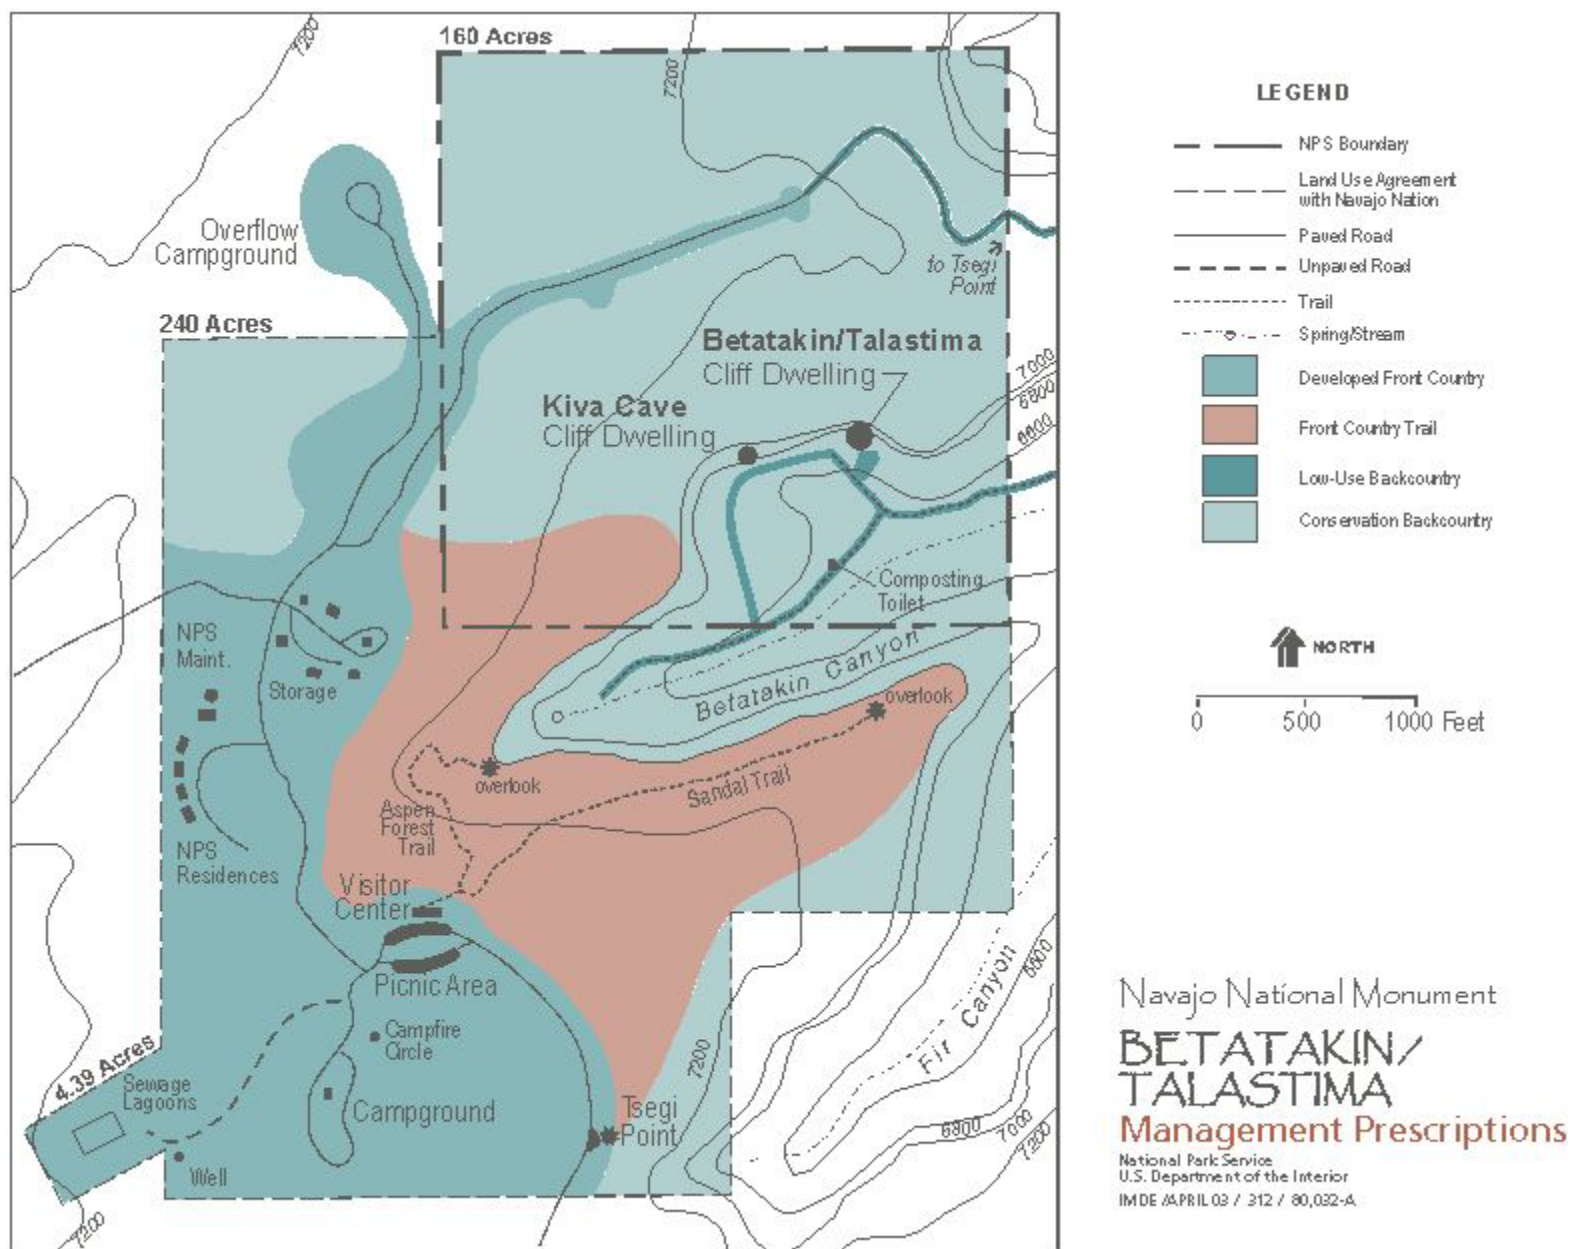 7200
160 Acres
7200
Overflow
Campground
to Tsegi
Point
240 Acres
Betatakin/Talastima
Cliff Dwelling
7000
6800
6600
Kiva Cave
Cliff Dwelling
Composting
Toilet
NPS
Maint.
Storage
Betatakin Canyon
overlook
overlook
Sandal Trail
Aspen
Forest
Trail
NPS
Residences
Visitor
Center
Picnic Area
Campfire
Circle
Fir Canyon
6600
4.39 Acres
Sewage
Lagoons
Campground
7200
Tsegi
Point
6800
7000
7200
Well
7200
LEGEND
NPS Boundary
Land Use Agreement
with Navajo Nation
Paved Road
Unpaved Road
Trail
Spring/Stream
Developed Front Country
Front Country Trail
Low-Use Backcountry
Conservation Backcountry
NORTH
0 500 1000 Feet
Navajo National Monument
BETATAKIN/
TALASTIMA
Management Prescriptions
National Park Service
U.S. Department of the Interior
IMDE /APRIL 03 / 312 / 80,032-A